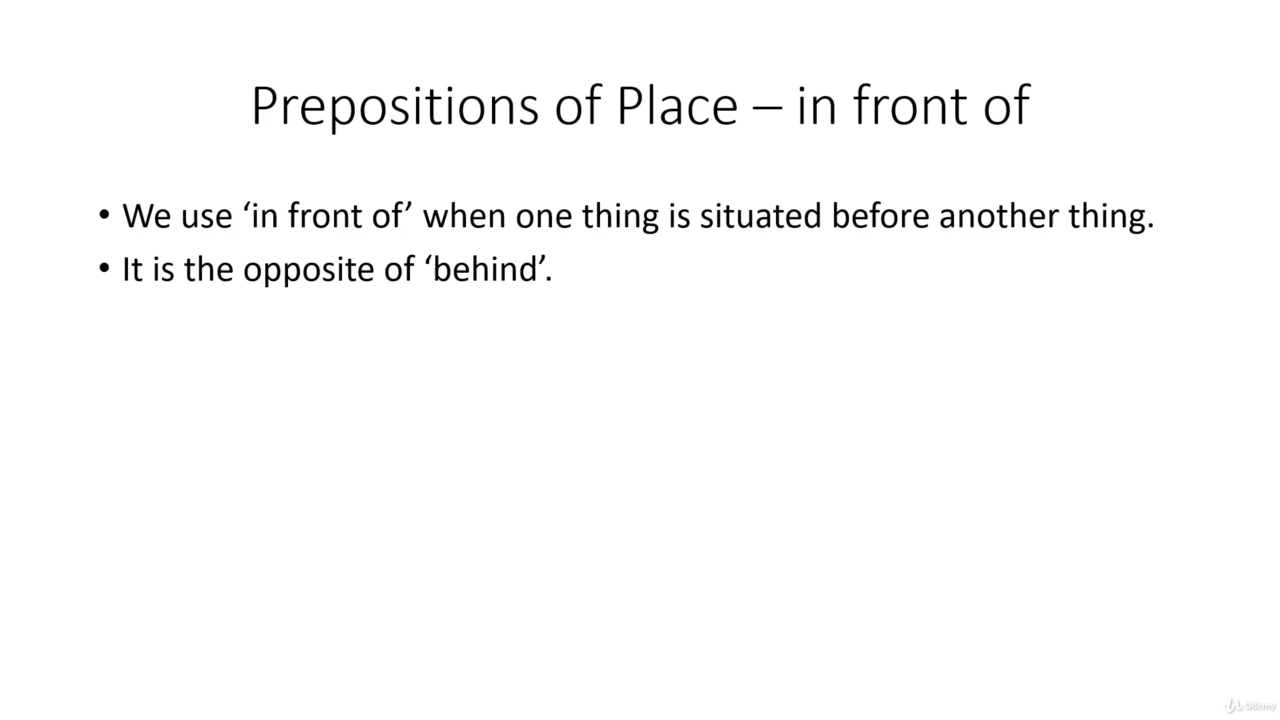 Prepositions of Place – in front of
• We use ‘in front of’ when one thing is situated before another thing.
• It is the opposite of ‘behind’.
Udemy